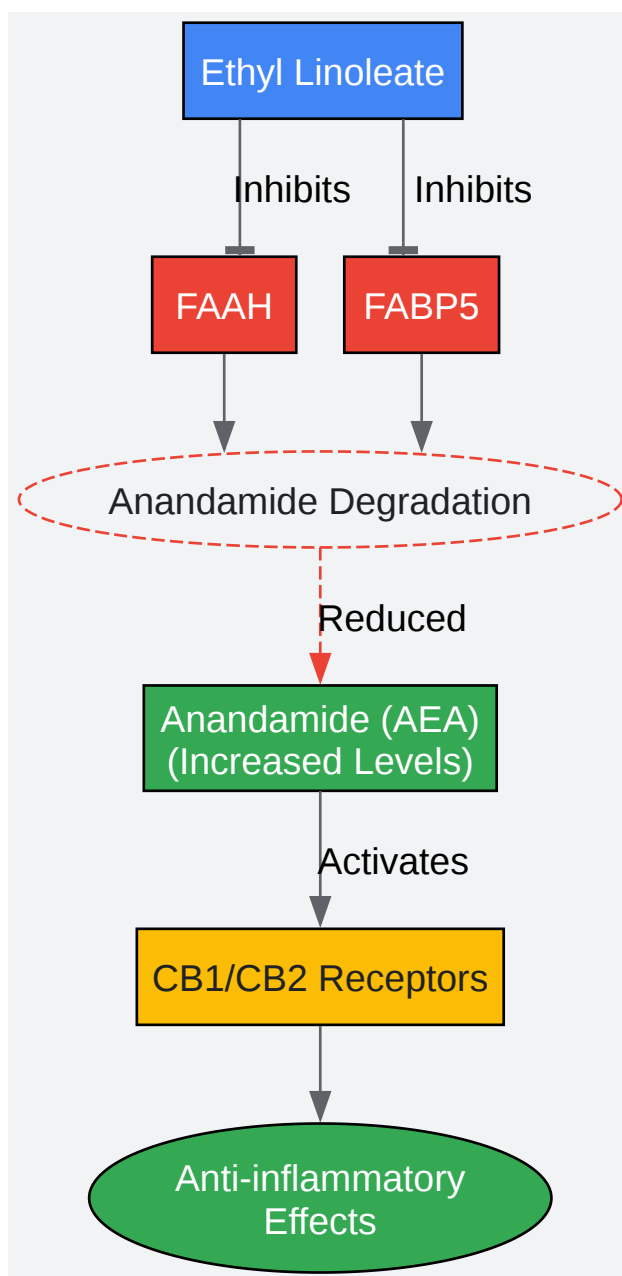 Ethyl Linoleate
Inhibits
Inhibits
FAAH
FABP5
Anandamide Degradation
Reduced
Anandamide (AEA)
(Increased Levels)
Activates
CB1/CB2 Receptors
Anti-inflammatory
Effects